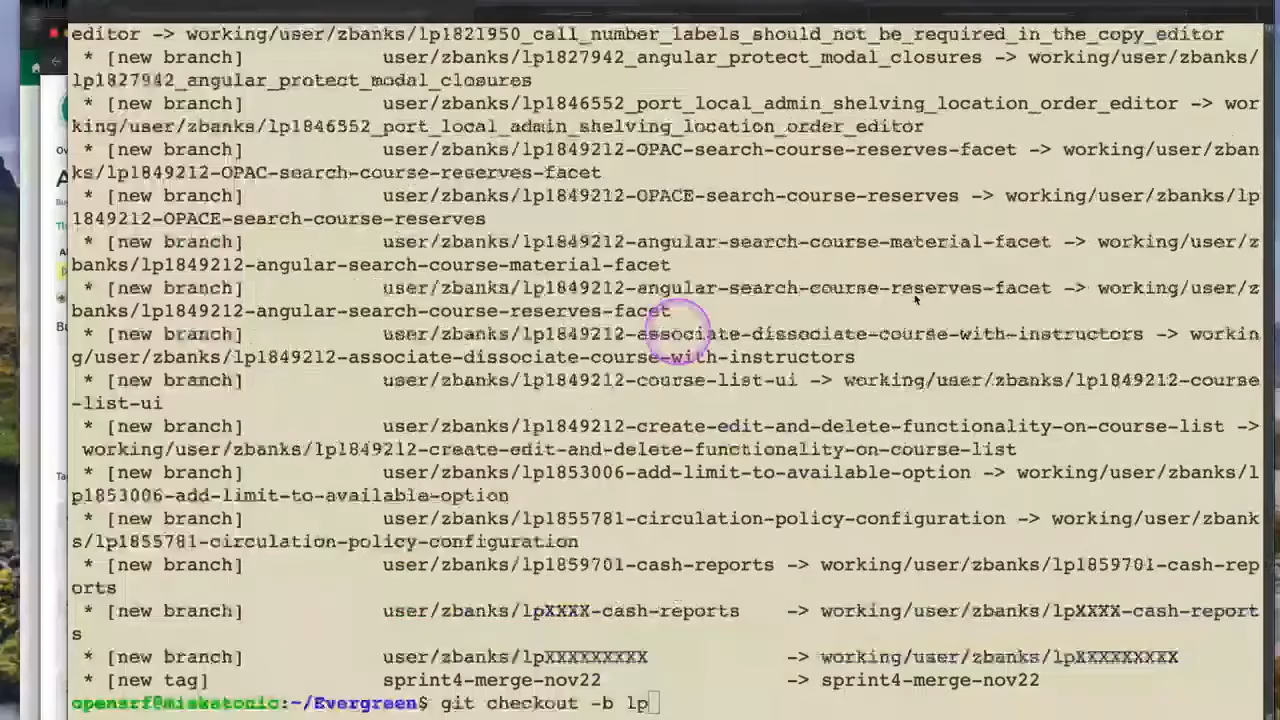 editor -> working/user/zbanks/lp1821950_call_number_labels_should_not_be_required_in_the_copy_editor
 * [new branch]            user/zbanks/lp1827942_angular_protect_modal_closures -> working/user/zbanks/
lp1827942_angular_protect_modal_closures
 * [new branch]            user/zbanks/lp1846552_port_local_admin_shelving_location_order_editor -> wor
king/user/zbanks/lp1846552_port_local_admin_shelving_location_order_editor
 * [new branch]            user/zbanks/lp1849212-OPAC-search-course-reserves-facet -> working/user/zban
ks/lp1849212-OPAC-search-course-reserves-facet
 * [new branch]            user/zbanks/lp1849212-OPACE-search-course-reserves -> working/user/zbanks/lp
1849212-OPACE-search-course-reserves
 * [new branch]            user/zbanks/lp1849212-angular-search-course-material-facet -> working/user/z
banks/lp1849212-angular-search-course-material-facet
 * [new branch]            user/zbanks/lp1849212-angular-search-course-reserves-facet -> working/user/z
banks/lp1849212-angular-search-course-reserves-facet
 * [new branch]            user/zbanks/lp1849212-associate-dissociate-course-with-instructors -> workin
g/user/zbanks/lp1849212-associate-dissociate-course-with-instructors
 * [new branch]            user/zbanks/lp1849212-course-list-ui -> working/user/zbanks/lp1849212-course
-list-ui
 * [new branch]            user/zbanks/lp1849212-create-edit-and-delete-functionality-on-course-list ->
 working/user/zbanks/lp1849212-create-edit-and-delete-functionality-on-course-list
 * [new branch]            user/zbanks/lp1853006-add-limit-to-available-option -> working/user/zbanks/l
p1853006-add-limit-to-available-option
 * [new branch]            user/zbanks/lp1855781-circulation-policy-configuration -> working/user/zbank
s/lp1855781-circulation-policy-configuration
 * [new branch]            user/zbanks/lp1859701-cash-reports -> working/user/zbanks/lp1859701-cash-rep
orts
 * [new branch]            user/zbanks/lpXXXX-cash-reports    -> working/user/zbanks/lpXXXX-cash-report
s
 * [new branch]            user/zbanks/lpXXXXXXXXX            -> working/user/zbanks/lpXXXXXXXXX
 * [new tag]               sprint4-merge-nov22                -> sprint4-merge-nov22
opensrf@miskatonic:~/Evergreen$ git checkout -b lp